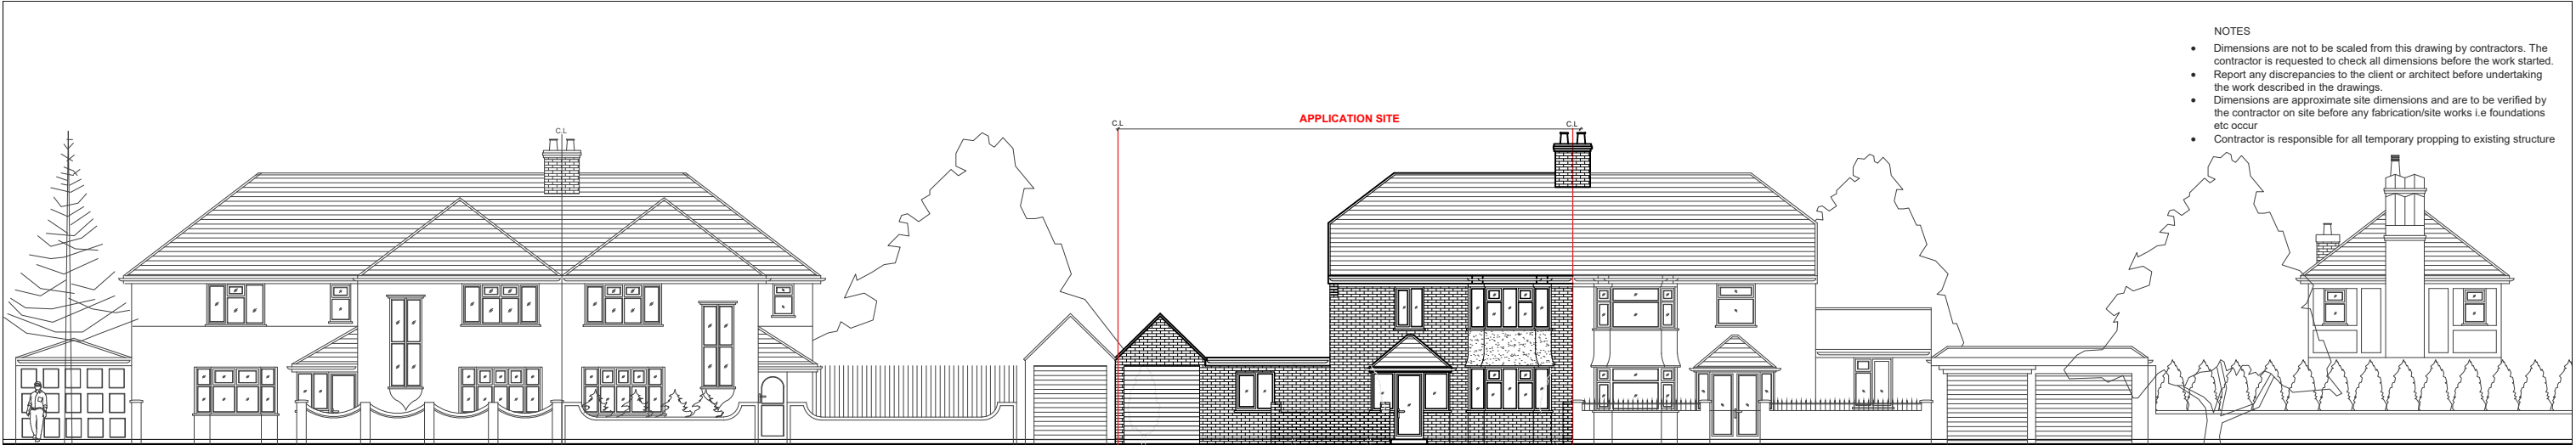 NOTES
• Dimensions are not to be scaled from this drawing by contractors. The
contractor is requested to check all dimensions before the work started.
• Report any discrepancies to the client or architect before undertaking
the work described in the drawings.
• Dimensions are approximate site dimensions and are to be verified by
the contractor on site before any fabrication/site works i.e foundations
etc occur
• Contractor is responsible for all temporary propping to existing structure
APPLICATION SITE
C.L
C.L
C.L